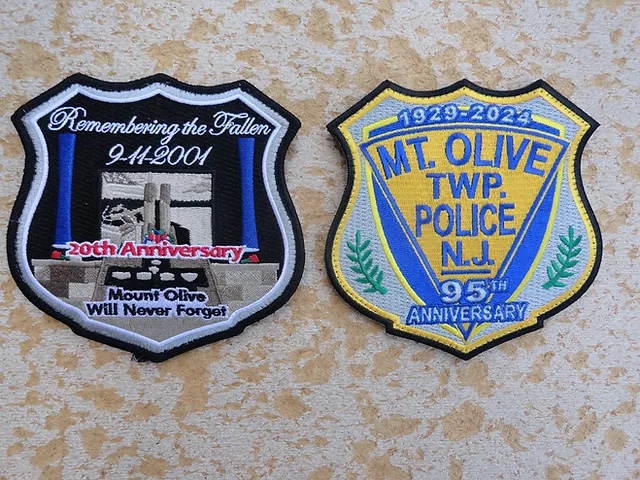 Remembering the Fallen
9-11-2001
20th Anniversary
Mount Olive
Will Never Forget
1929-2024
MT. OLIVE
TWP.
POLICE
N.J.
95TH
ANNIVERSARY